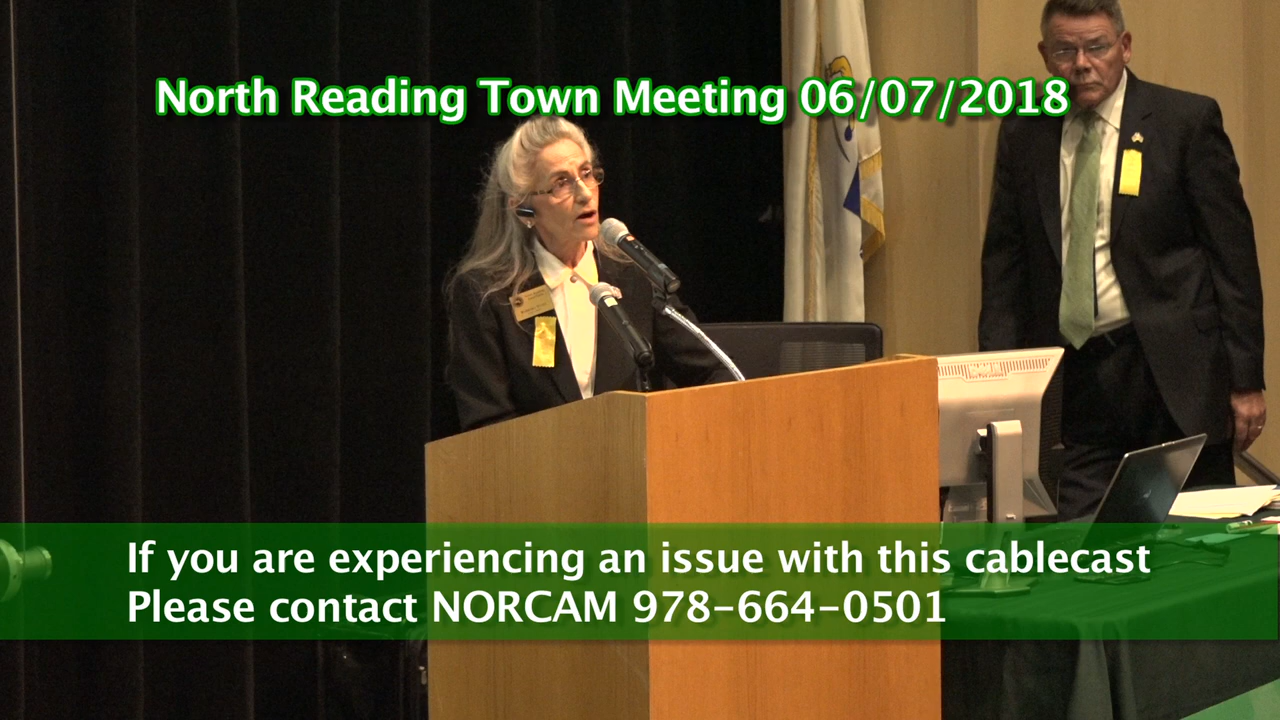 North Reading Town Meeting 06/07/2018
If you are experiencing an issue with this cablecast
Please contact NORCAM 978-664-0501